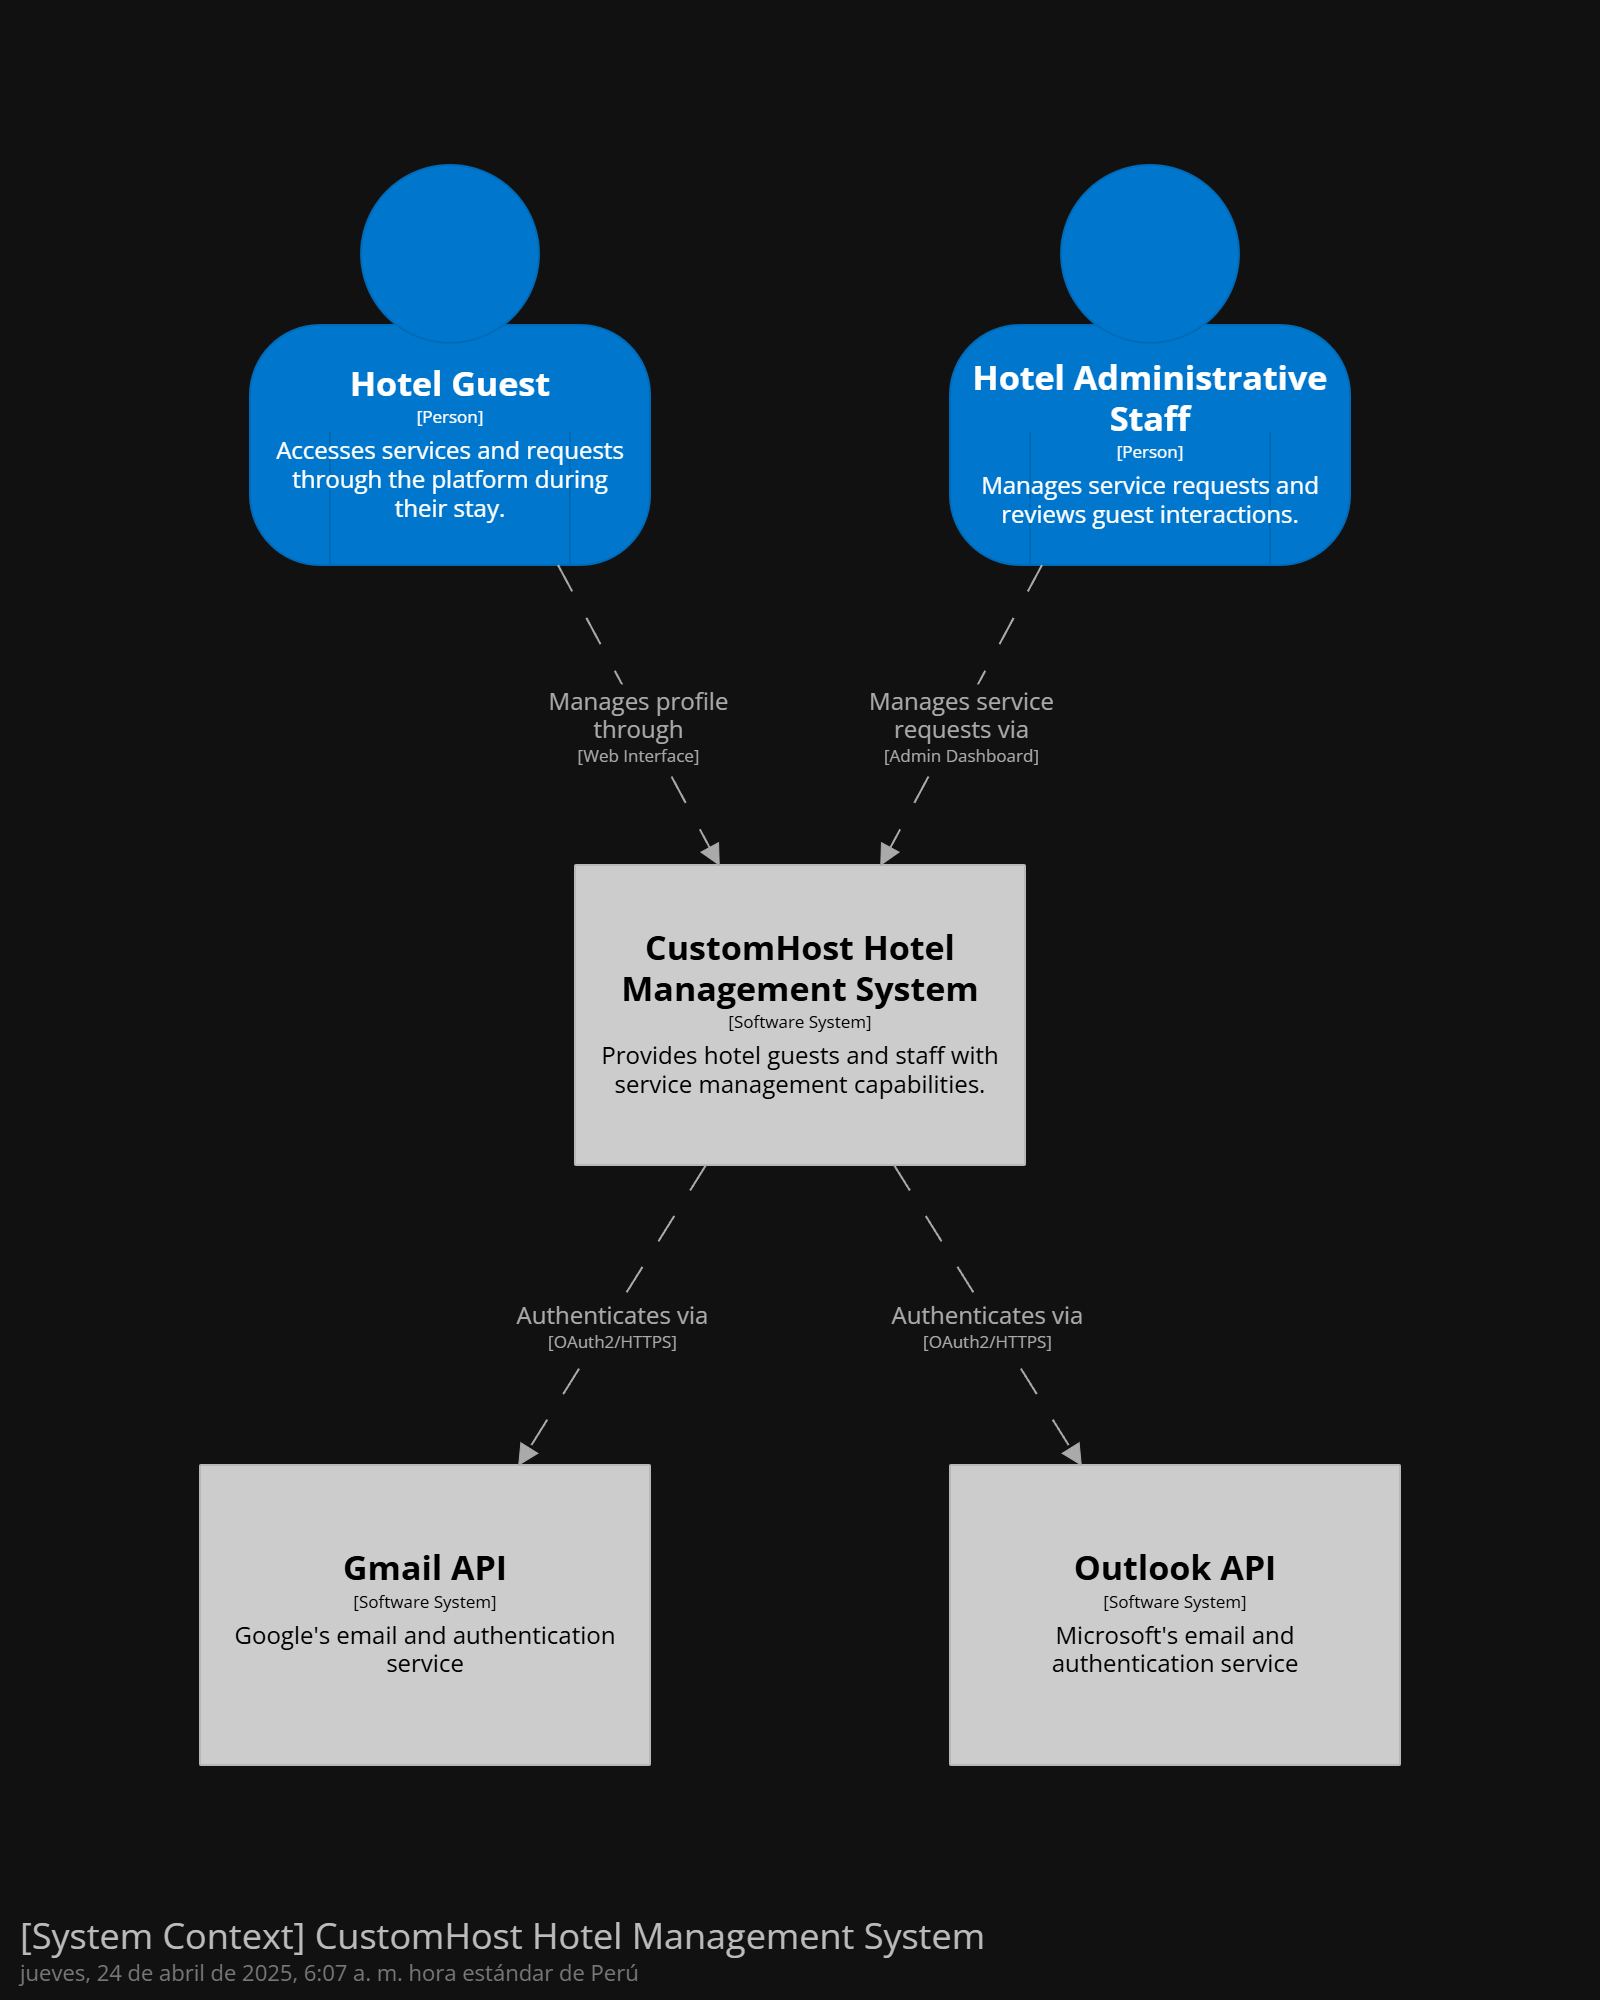 Hotel Guest
[Person]
Accesses services and requests
through the platform during
their stay.
Hotel Administrative
Staff
[Person]
Manages service requests and
reviews guest interactions.
Manages profile
through
[Web Interface]
Manages service
requests via
[Admin Dashboard]
CustomHost Hotel
Management System
[Software System]
Provides hotel guests and staff with
service management capabilities.
Authenticates via
[OAuth2/HTTPS]
Authenticates via
[OAuth2/HTTPS]
Gmail API
[Software System]
Google's email and authentication
service
Outlook API
[Software System]
Microsoft's email and
authentication service
[System Context] CustomHost Hotel Management System
jueves, 24 de abril de 2025, 6:07 a. m. hora estándar de Perú